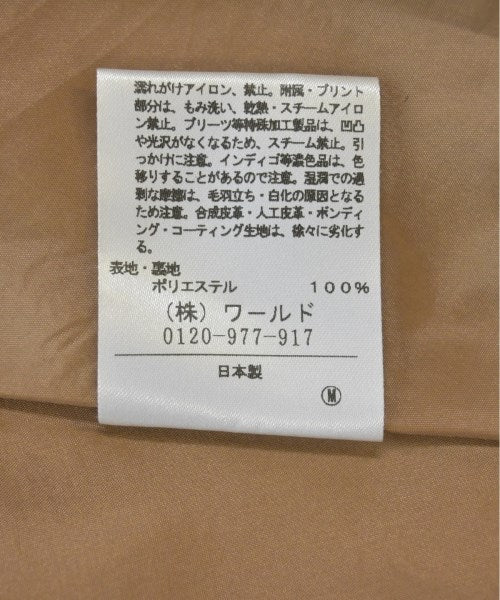 濡れがけアイロン、禁止。附属・プリント
部分は、もみ洗い、乾熱・スチームアイロ
ン禁止。プリーツ等特殊加工製品は、凹凸
や光沢がなくなるため、スチーム禁止。引
っかけに注意。インディゴ等濃色品は、色
移りすることがあるので注意。湿潤での過
剰な摩擦は、毛羽立ち・白化の原因となる
ため注意。合成皮革・人工皮革・ボンディ
ング・コーティング生地は、徐々に劣化す
る。
表地・裏地
ポリエステル 100%
(株)ワールド
0120-977-917
日本製
M